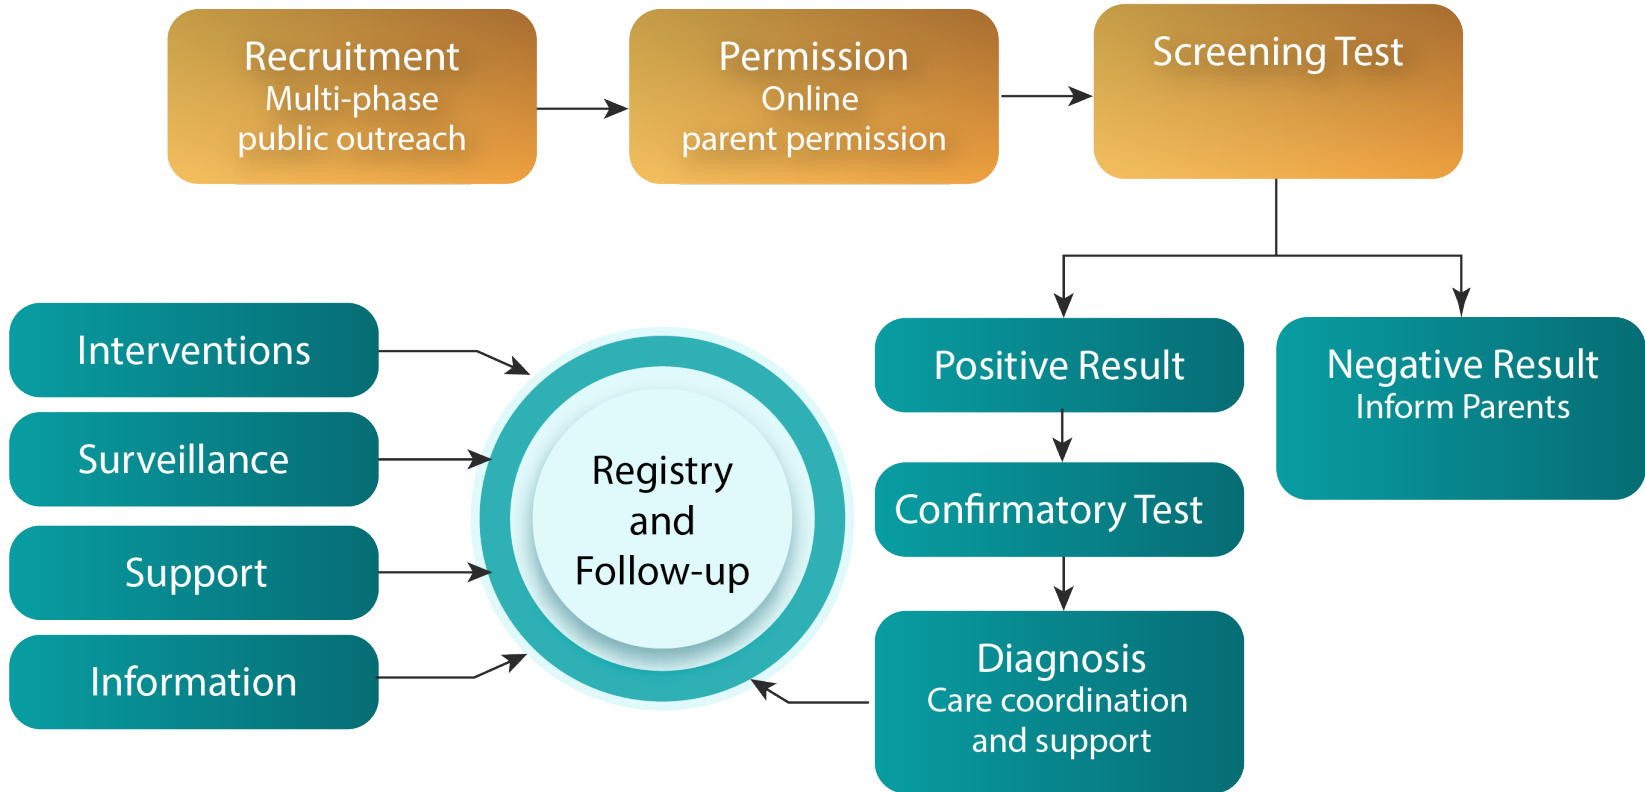 Recruitment
Multi-phase
public outreach
Permission
Online
parent permission
Screening Test
Positive Result
Negative Result
Inform Parents
Confirmatory Test
Diagnosis
Care coordination
and support
Interventions
Surveillance
Support
Information
Registry
and
Follow-up